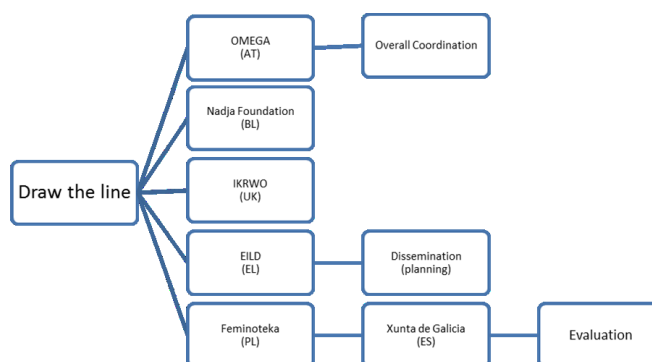 OMEGA
(AT)
Overall Coordination
Nadja Foundation
(BL)
Draw the line
IKRWO
(UK)
EILD
(EL)
Dissemination
(planning)
Feminoteka
(PL)
Xunta de Galicia
(ES)
Evaluation